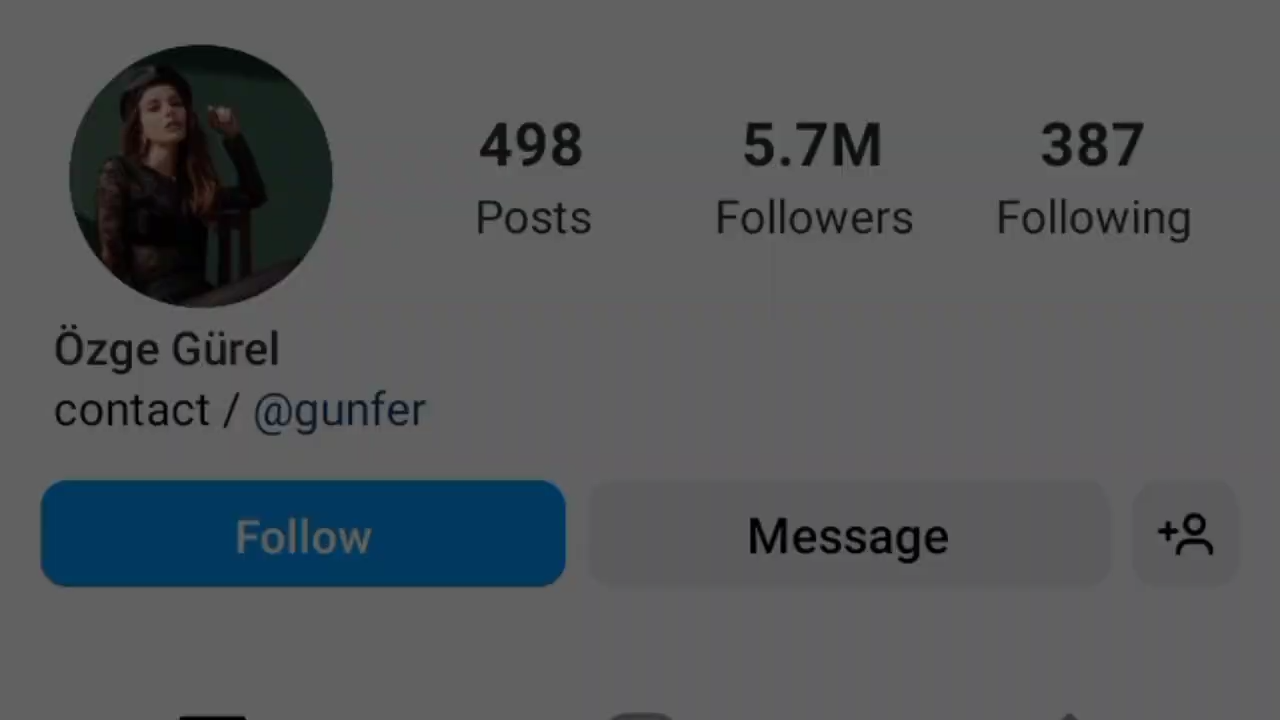 498 5.7M 387
Posts Followers Following
Özge Gürel
contact / @gunfer
Follow Message